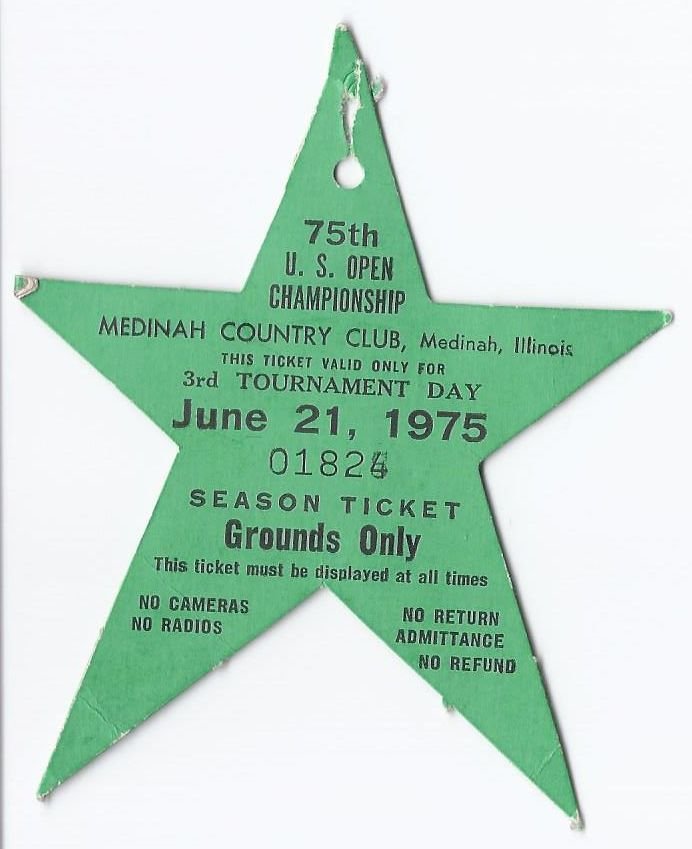 75th
U. S. OPEN
CHAMPIONSHIP
MEDINAH COUNTRY CLUB, Medinah, Illinois
THIS TICKET VALID ONLY FOR
3rd TOURNAMENT DAY
June 21, 1975
SEASON TICKET
Grounds Only
This ticket must be displayed at all times
NO CAMERAS
NO RADIOS
NO RETURN
ADMITTANCE
NO REFUND